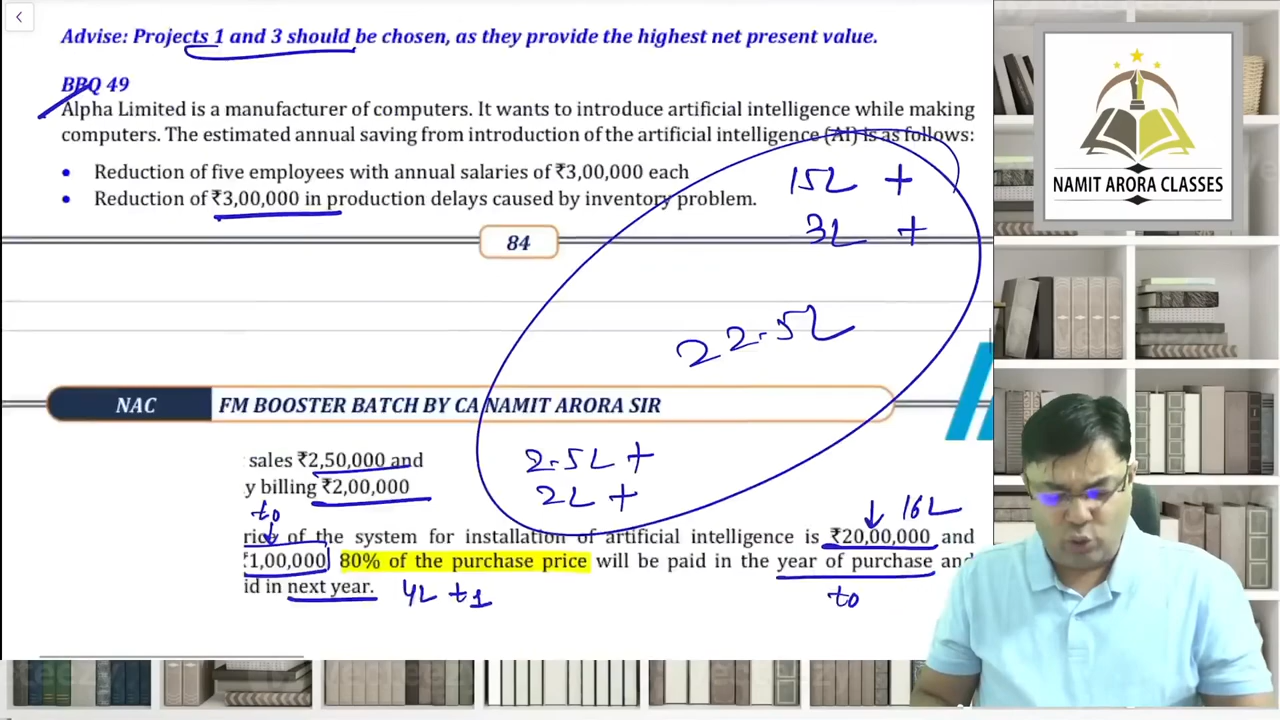 Advise: Projects 1 and 3 should be chosen, as they provide the highest net present value.
BBQ 49
Alpha Limited is a manufacturer of computers. It wants to introduce artificial intelligence while making
computers. The estimated annual saving from introduction of the artificial intelligence (AI) is as follows:
• Reduction of five employees with annual salaries of ₹3,00,000 each
• Reduction of ₹3,00,000 in production delays caused by inventory problem.
15L +
3L +
84
22.5L
NAC FM BOOSTER BATCH BY CA NAMIT ARORA SIR
sales ₹2,50,000 and
y billing ₹2,00,000
2.5L +
2L +
to
16L
of the system for installation of artificial intelligence is ₹20,00,000 and
₹1,00,000 80% of the purchase price will be paid in the year of purchase and
id in next year.
4L t1
to
NAMIT ARORA CLASSES